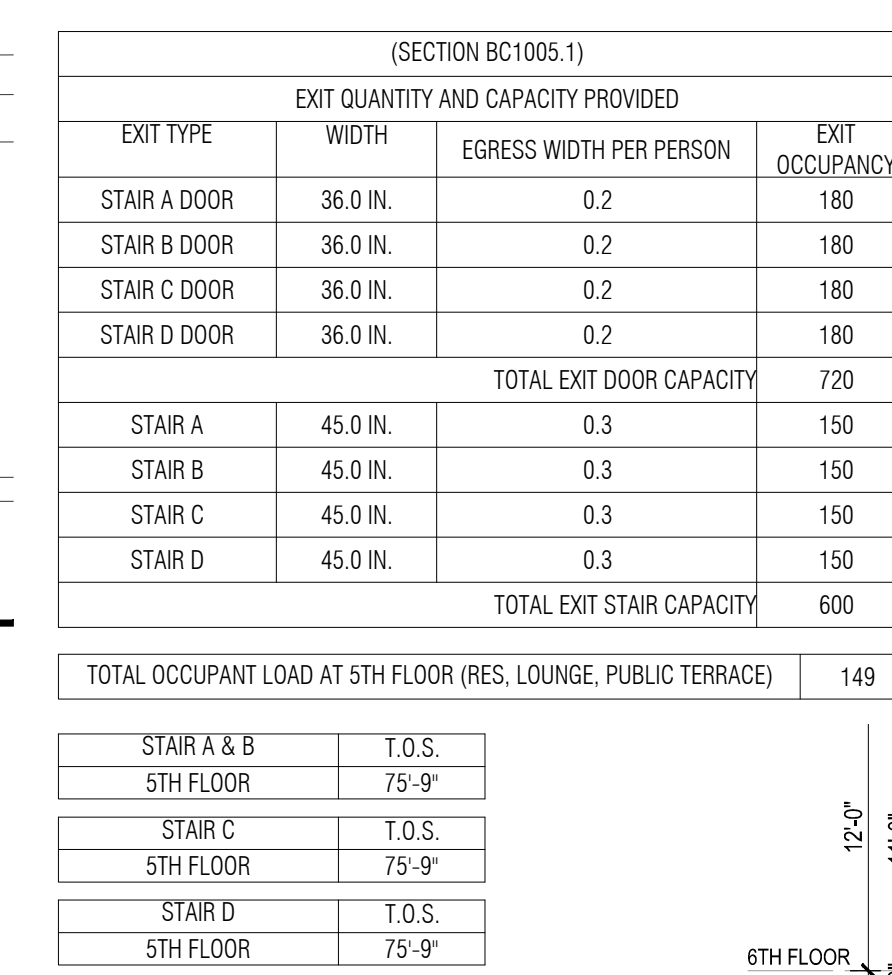 (SECTION BC1005.1)
EXIT QUANTITY AND CAPACITY PROVIDED
EXIT TYPE WIDTH EGRESS WIDTH PER PERSON EXIT OCCUPANCY
STAIR A DOOR 36.0 IN. 0.2 180
STAIR B DOOR 36.0 IN. 0.2 180
STAIR C DOOR 36.0 IN. 0.2 180
STAIR D DOOR 36.0 IN. 0.2 180
TOTAL EXIT DOOR CAPACITY 720
STAIR A 45.0 IN. 0.3 150
STAIR B 45.0 IN. 0.3 150
STAIR C 45.0 IN. 0.3 150
STAIR D 45.0 IN. 0.3 150
TOTAL EXIT STAIR CAPACITY 600
TOTAL OCCUPANT LOAD AT 5TH FLOOR (RES, LOUNGE, PUBLIC TERRACE) 149
STAIR A & B T.O.S.
5TH FLOOR 75'-9"
STAIR C T.O.S.
5TH FLOOR 75'-9"
STAIR D T.O.S.
5TH FLOOR 75'-9"
12'-0"
6TH FLOOR